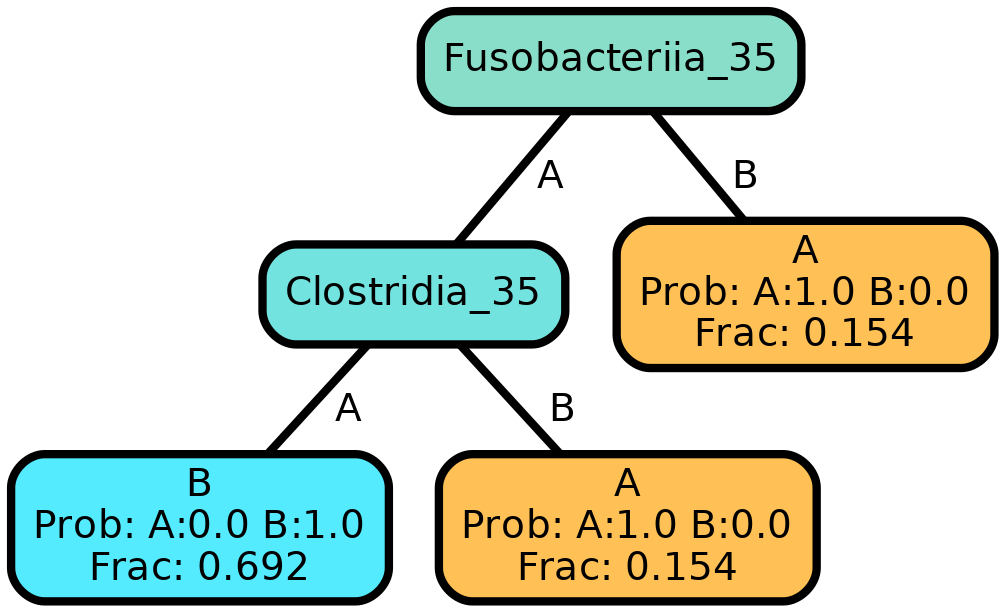 Fusobacteriia_35
A
B
A
Prob: A:1.0 B:0.0
Frac: 0.154
Clostridia_35
A
B
B
Prob: A:0.0 B:1.0
Frac: 0.692
A
Prob: A:1.0 B:0.0
Frac: 0.154